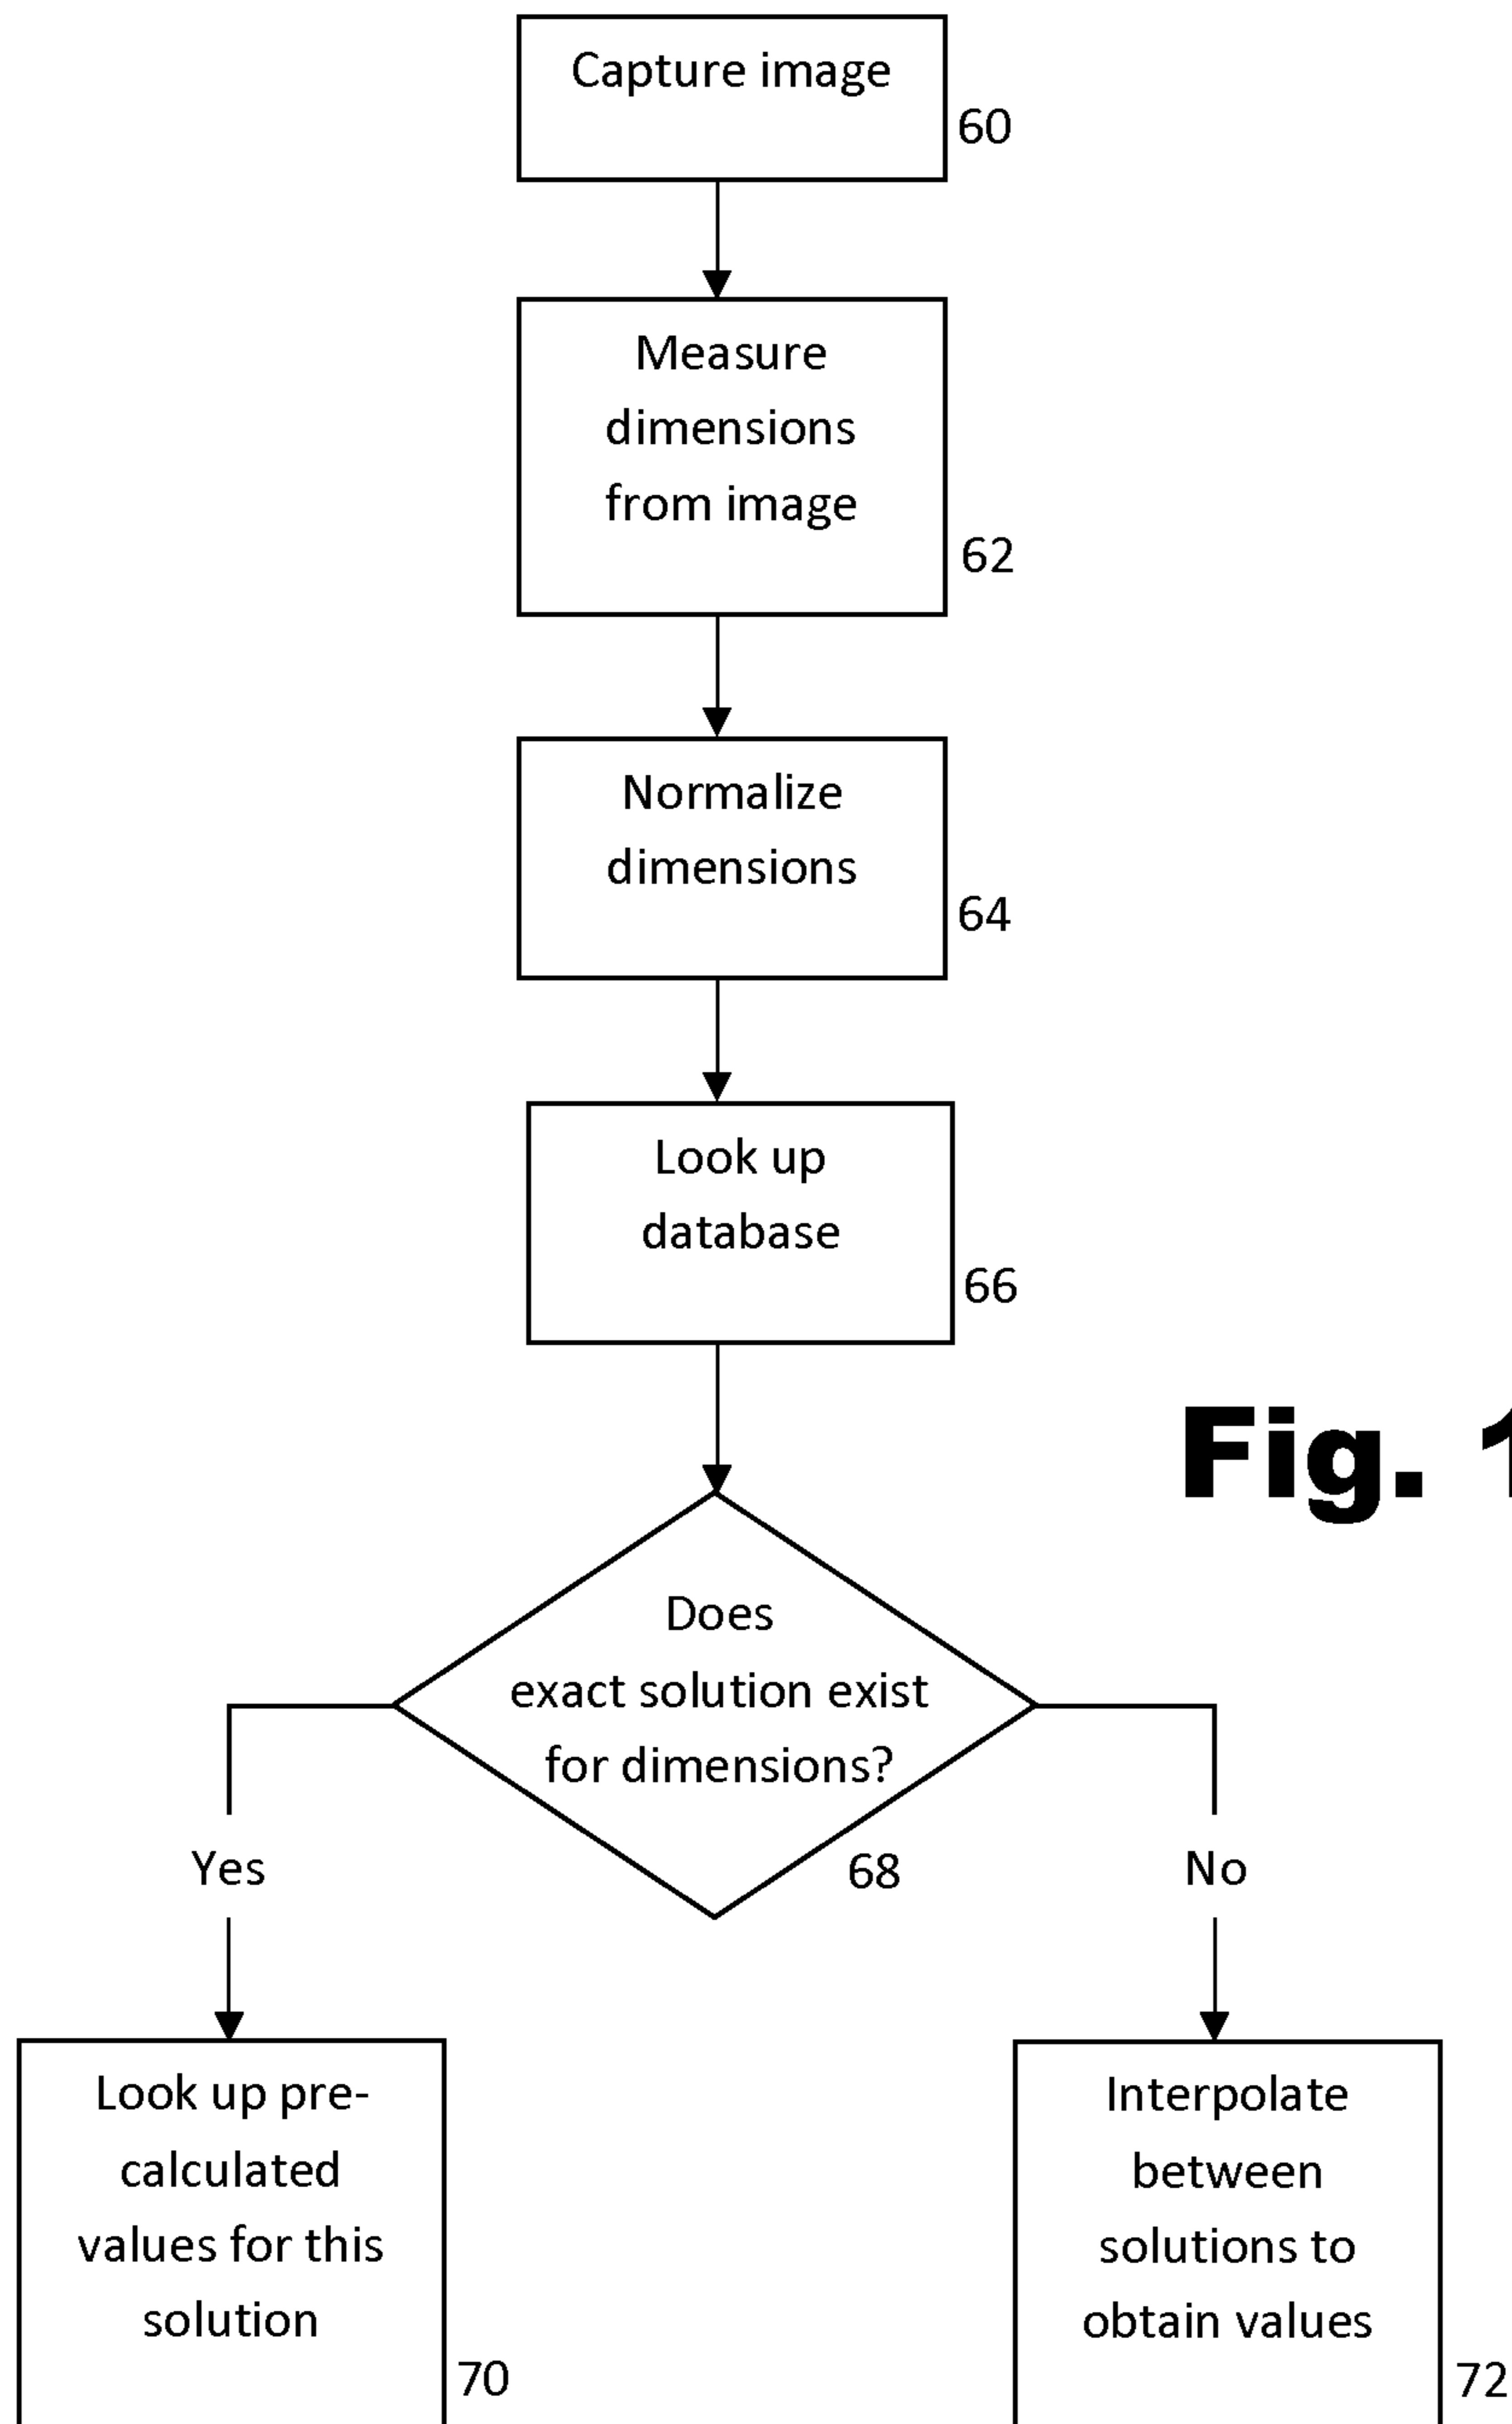 Capture image
60
Measure
dimensions
from image
62
Normalize
dimensions
64
Look up
database
66
Fig. 1
Does
exact solution exist
for dimensions?
68
Yes
No
Look up pre-
calculated
values for this
solution
70
Interpolate
between
solutions to
obtain values
72